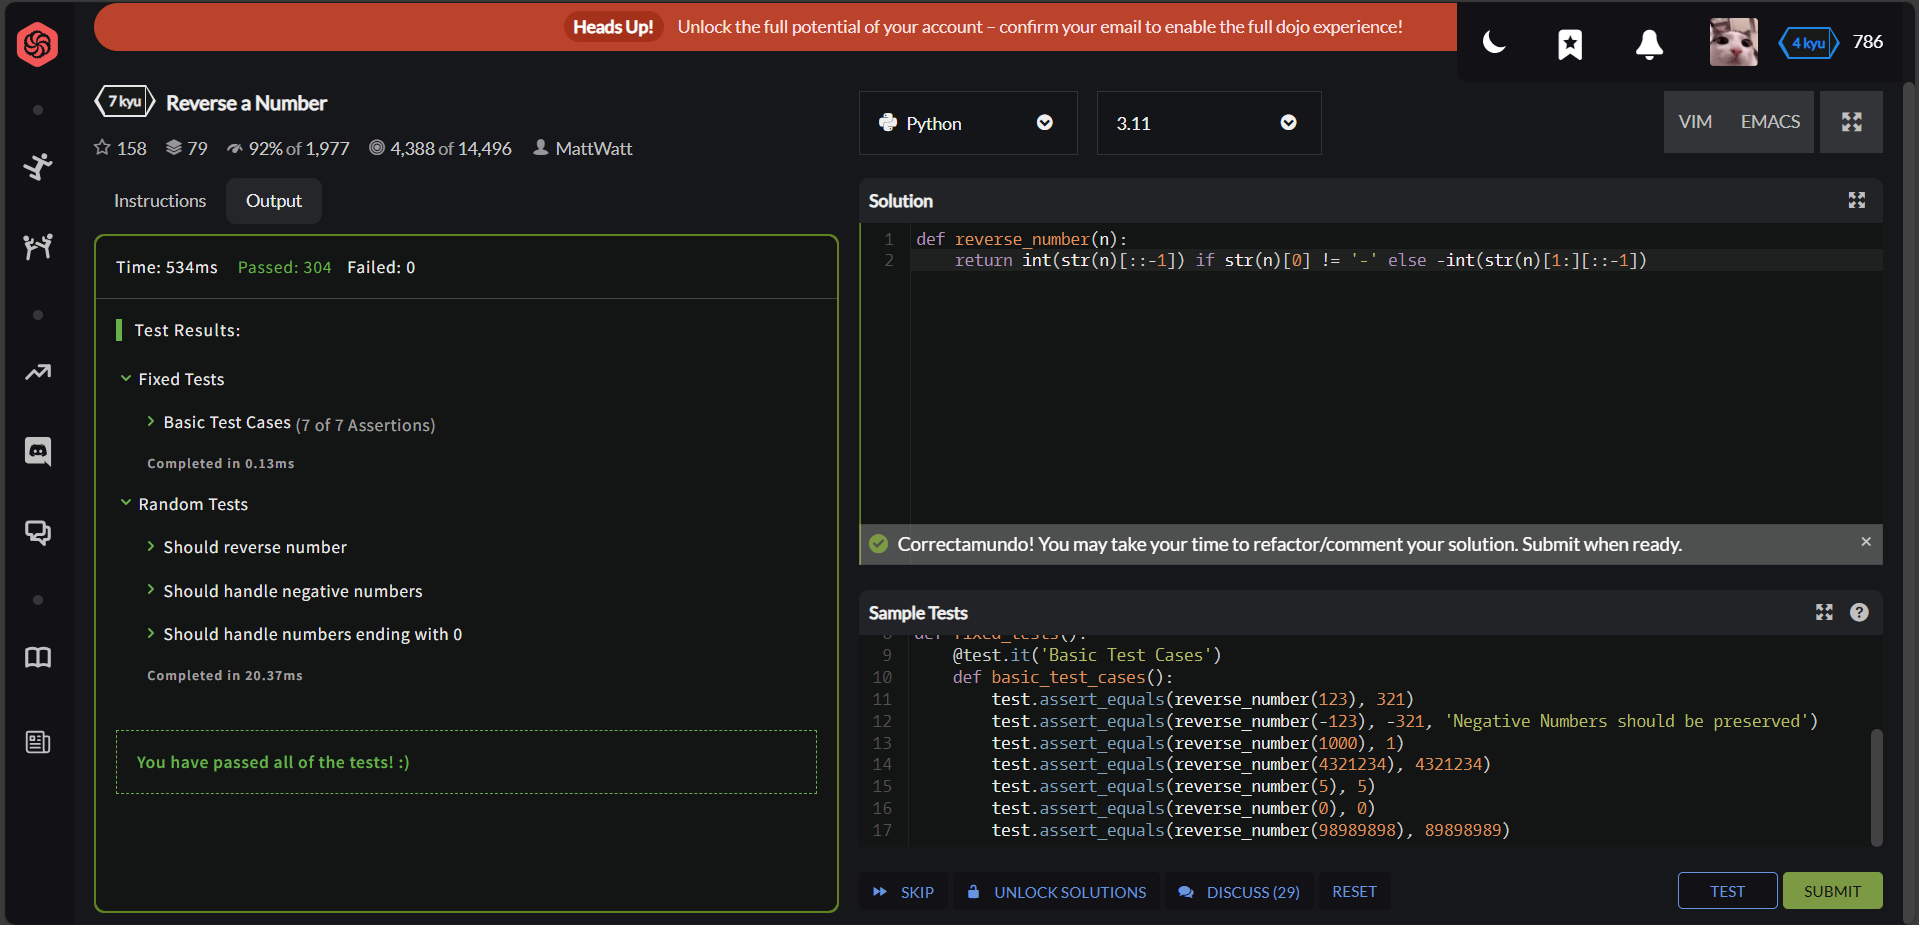 Heads Up! Unlock the full potential of your account – confirm your email to enable the full dojo experience!
4 kyu 786
7 kyu Reverse a Number
158 79 92% of 1,977 4,388 of 14,496 MattWatt
Instructions Output
Time: 534ms Passed: 304 Failed: 0
Test Results:
Fixed Tests
Basic Test Cases (7 of 7 Assertions)
Completed in 0.13ms
Random Tests
Should reverse number
Should handle negative numbers
Should handle numbers ending with 0
Completed in 20.37ms
You have passed all of the tests! :)
Python 3.11 VIM EMACS
Solution
1 def reverse_number(n):
2 return int(str(n)[::-1]) if str(n)[0] != '-' else -int(str(n)[1:][::-1])
Correctamundo! You may take your time to refactor/comment your solution. Submit when ready. ×
Sample Tests ?
8 def fixed_tests():
9 @test.it('Basic Test Cases')
10 def basic_test_cases():
11 test.assert_equals(reverse_number(123), 321)
12 test.assert_equals(reverse_number(-123), -321, 'Negative Numbers should be preserved')
13 test.assert_equals(reverse_number(1000), 1)
14 test.assert_equals(reverse_number(4321234), 4321234)
15 test.assert_equals(reverse_number(5), 5)
16 test.assert_equals(reverse_number(0), 0)
17 test.assert_equals(reverse_number(98989898), 89898989)
SKIP UNLOCK SOLUTIONS DISCUSS (29) RESET TEST SUBMIT